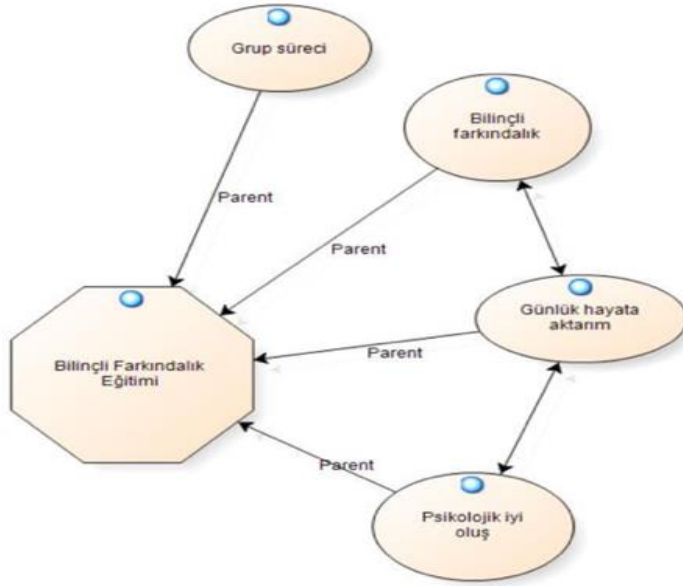 Grup süreci
Bilinçli
farkındalık
Parent
Parent
Günlük hayata
aktarım
Bilinçli Farkındalık
Eğitimi
Parent
Parent
Psikolojik iyi
oluş